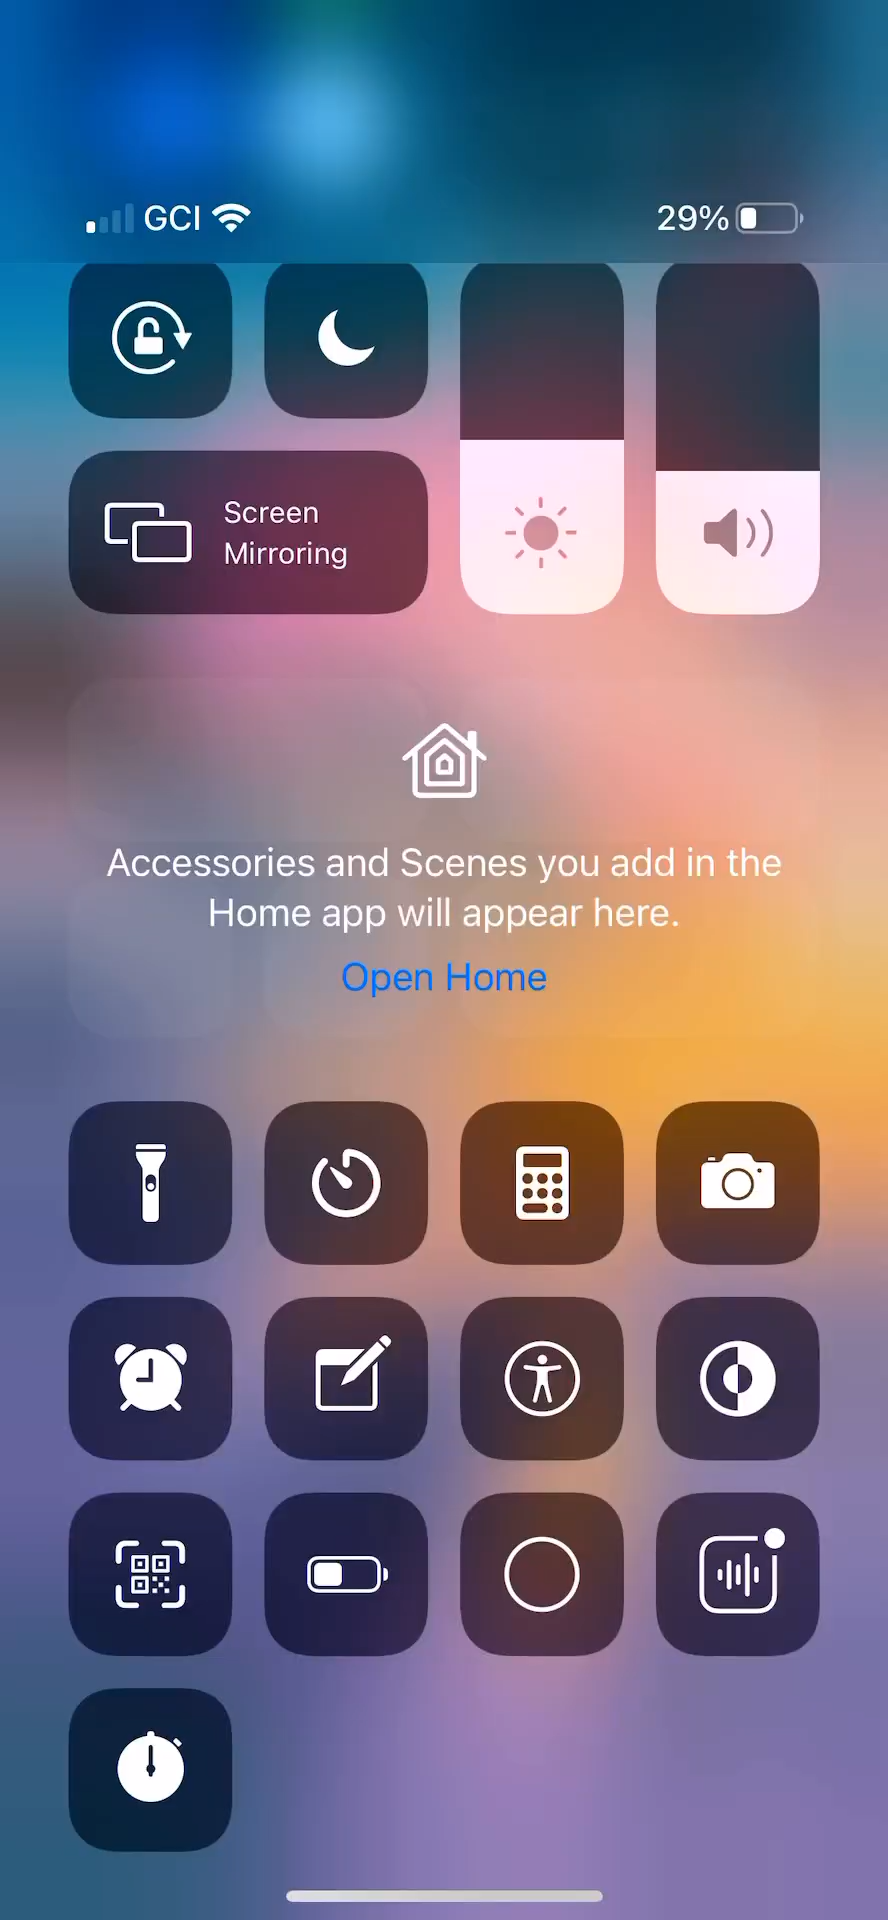 GCI 29%
Screen
Mirroring
Accessories and Scenes you add in the
Home app will appear here.
Open Home